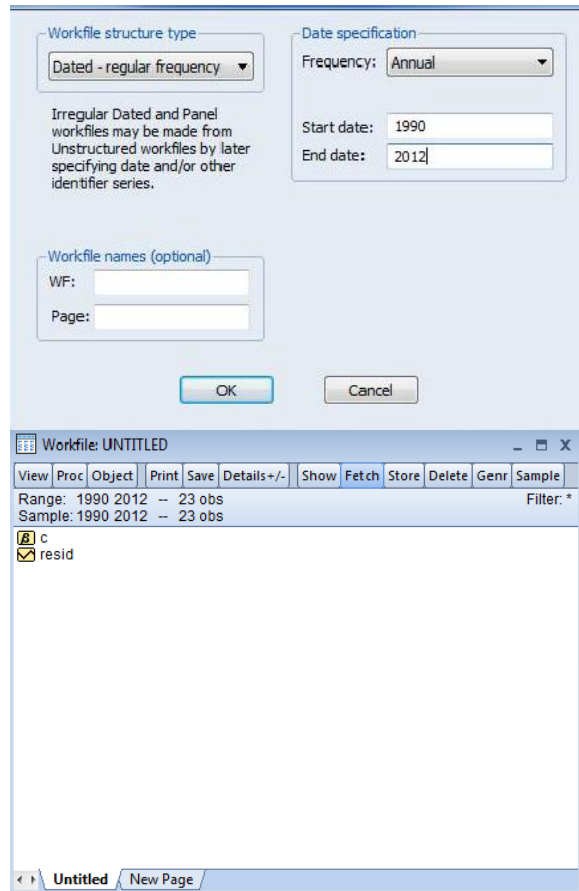 Workfile structure type
Dated - regular frequency
Irregular Dated and Panel
workfiles may be made from
Unstructured workfiles by later
specifying date and/or other
identifier series.
Date specification
Frequency: Annual
Start date: 1990
End date: 2012
Workfile names (optional)
WF:
Page:
OK Cancel
Workfile: UNTITLED
View Proc Object Print Save Details+/- Show Fetch Store Delete Genr Sample
Range: 1990 2012 -- 23 obs Filter: *
Sample: 1990 2012 -- 23 obs
β c
resid
Untitled New Page